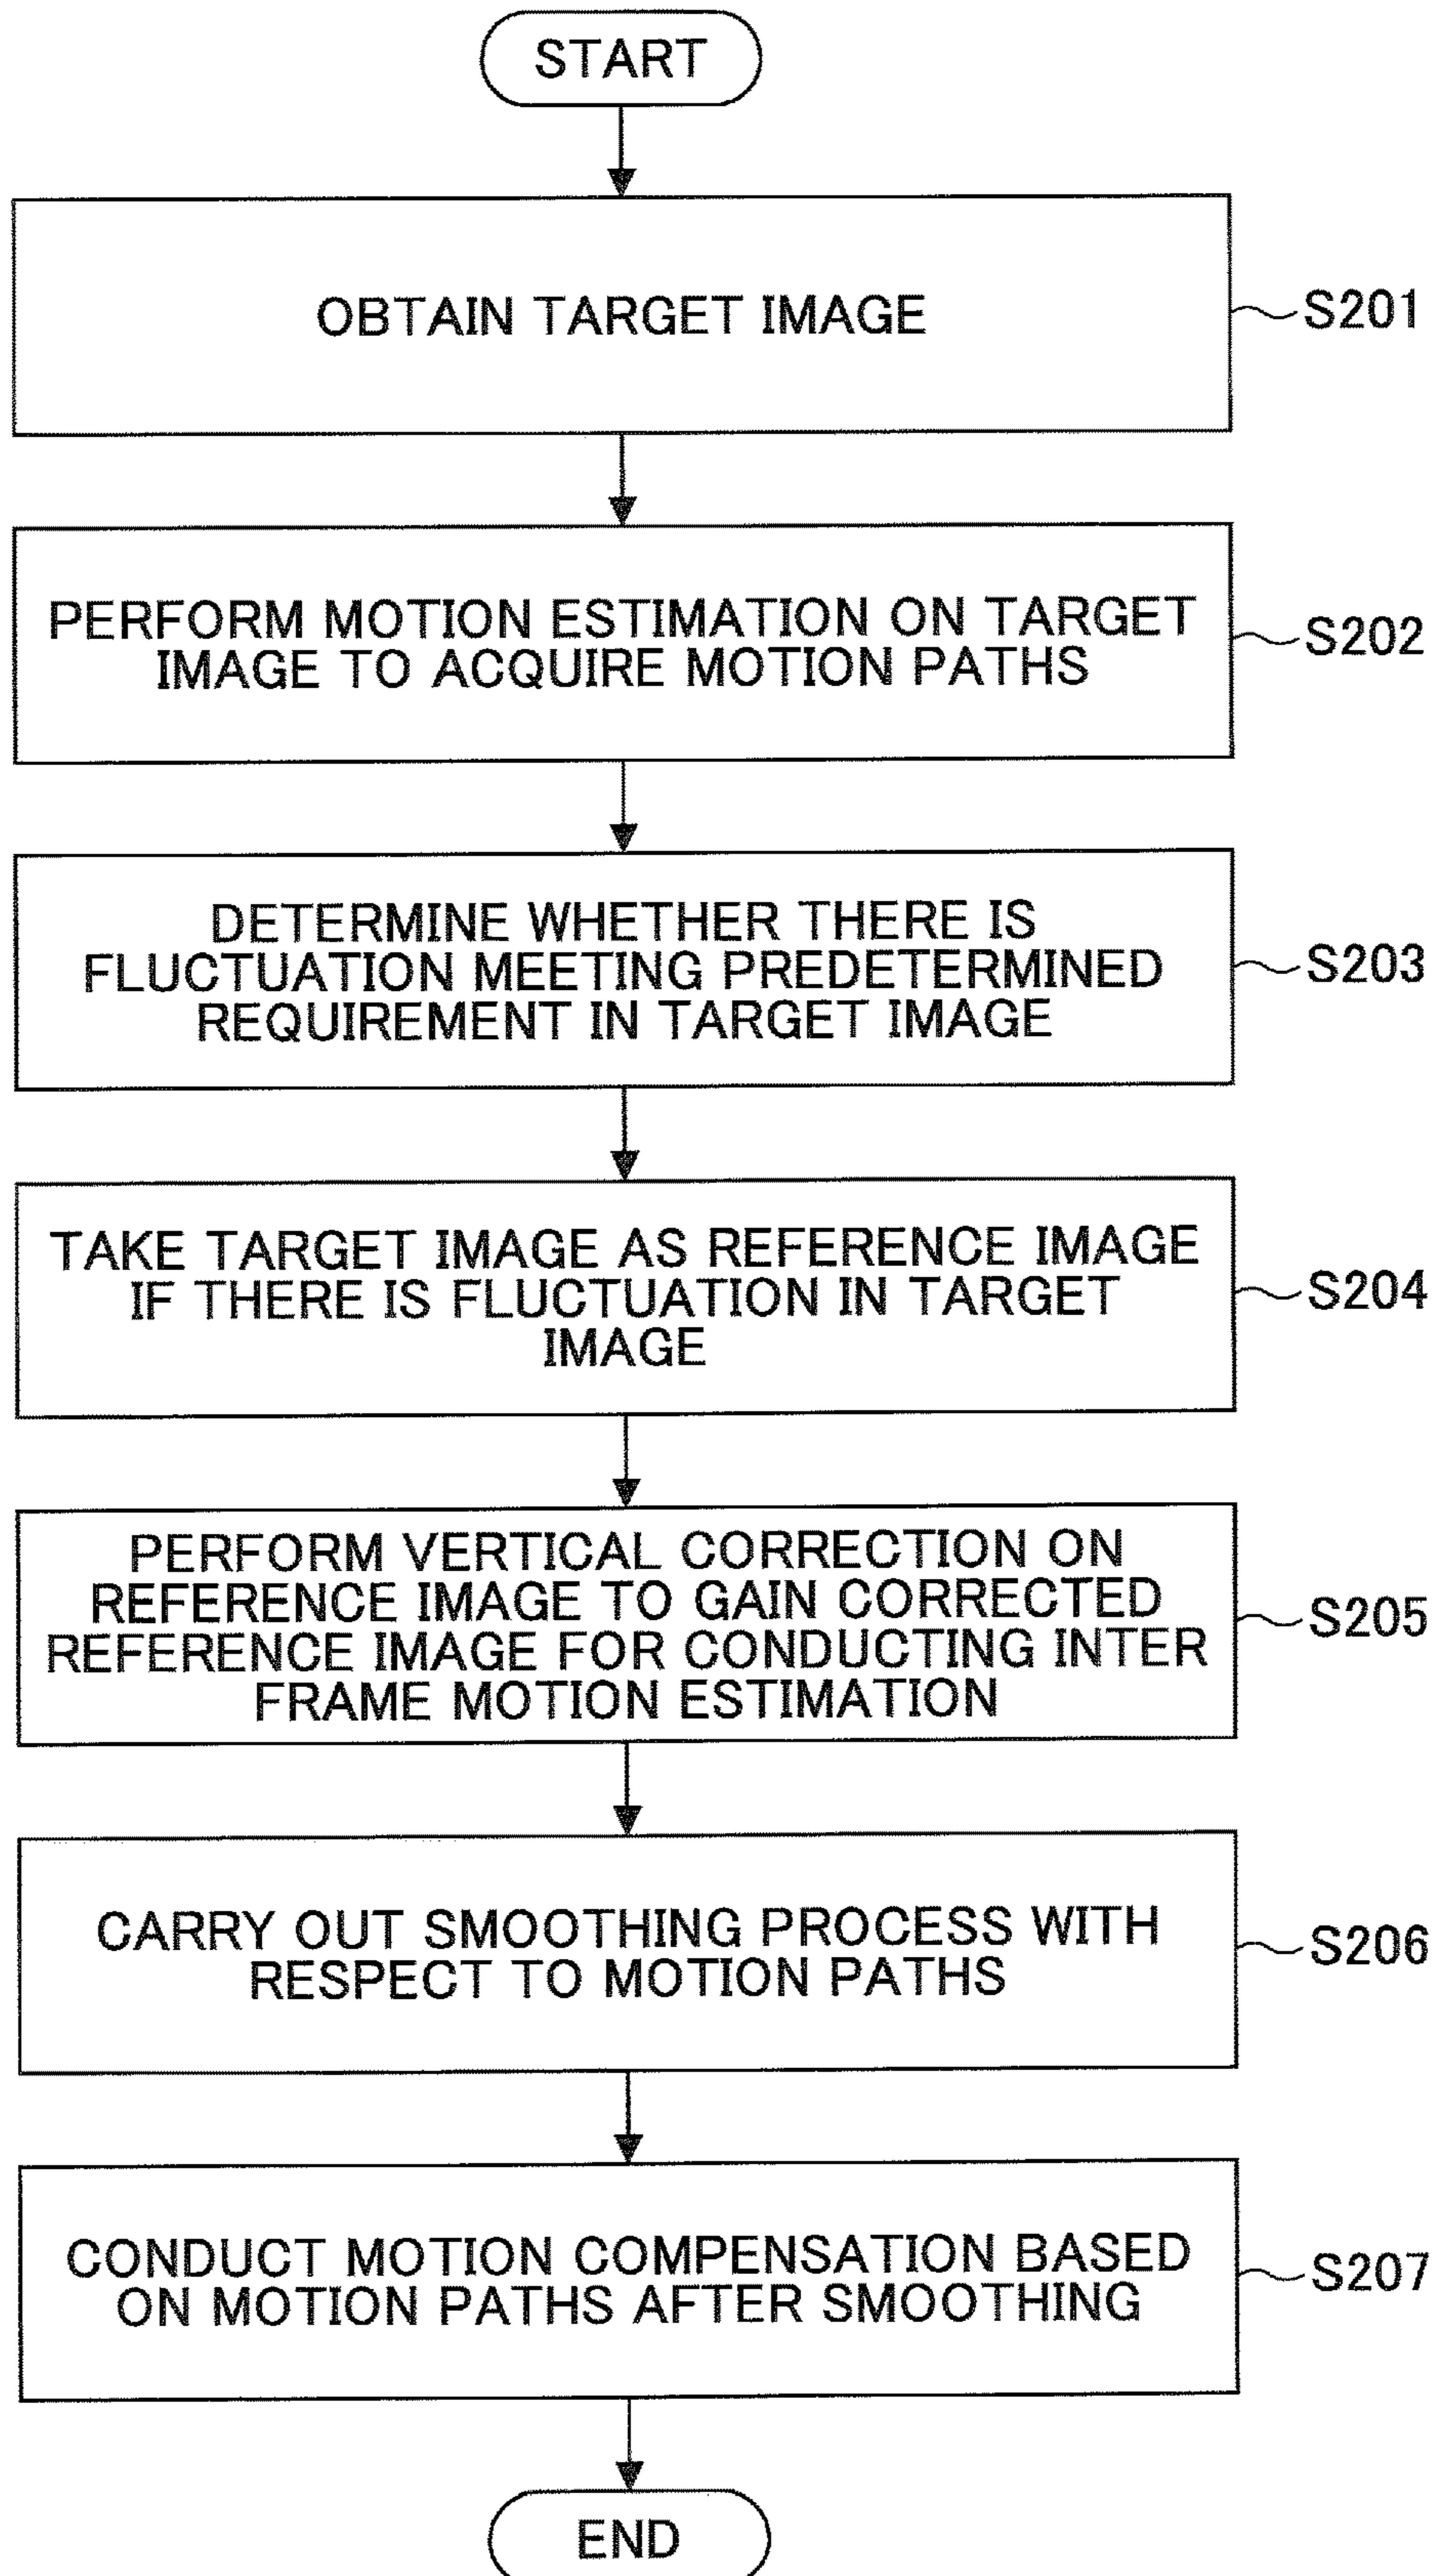 START
OBTAIN TARGET IMAGE
S201
PERFORM MOTION ESTIMATION ON TARGET
IMAGE TO ACQUIRE MOTION PATHS
S202
DETERMINE WHETHER THERE IS
FLUCTUATION MEETING PREDETERMINED
REQUIREMENT IN TARGET IMAGE
S203
TAKE TARGET IMAGE AS REFERENCE IMAGE
IF THERE IS FLUCTUATION IN TARGET
IMAGE
S204
PERFORM VERTICAL CORRECTION ON
REFERENCE IMAGE TO GAIN CORRECTED
REFERENCE IMAGE FOR CONDUCTING INTER
FRAME MOTION ESTIMATION
S205
CARRY OUT SMOOTHING PROCESS WITH
RESPECT TO MOTION PATHS
S206
CONDUCT MOTION COMPENSATION BASED
ON MOTION PATHS AFTER SMOOTHING
S207
END